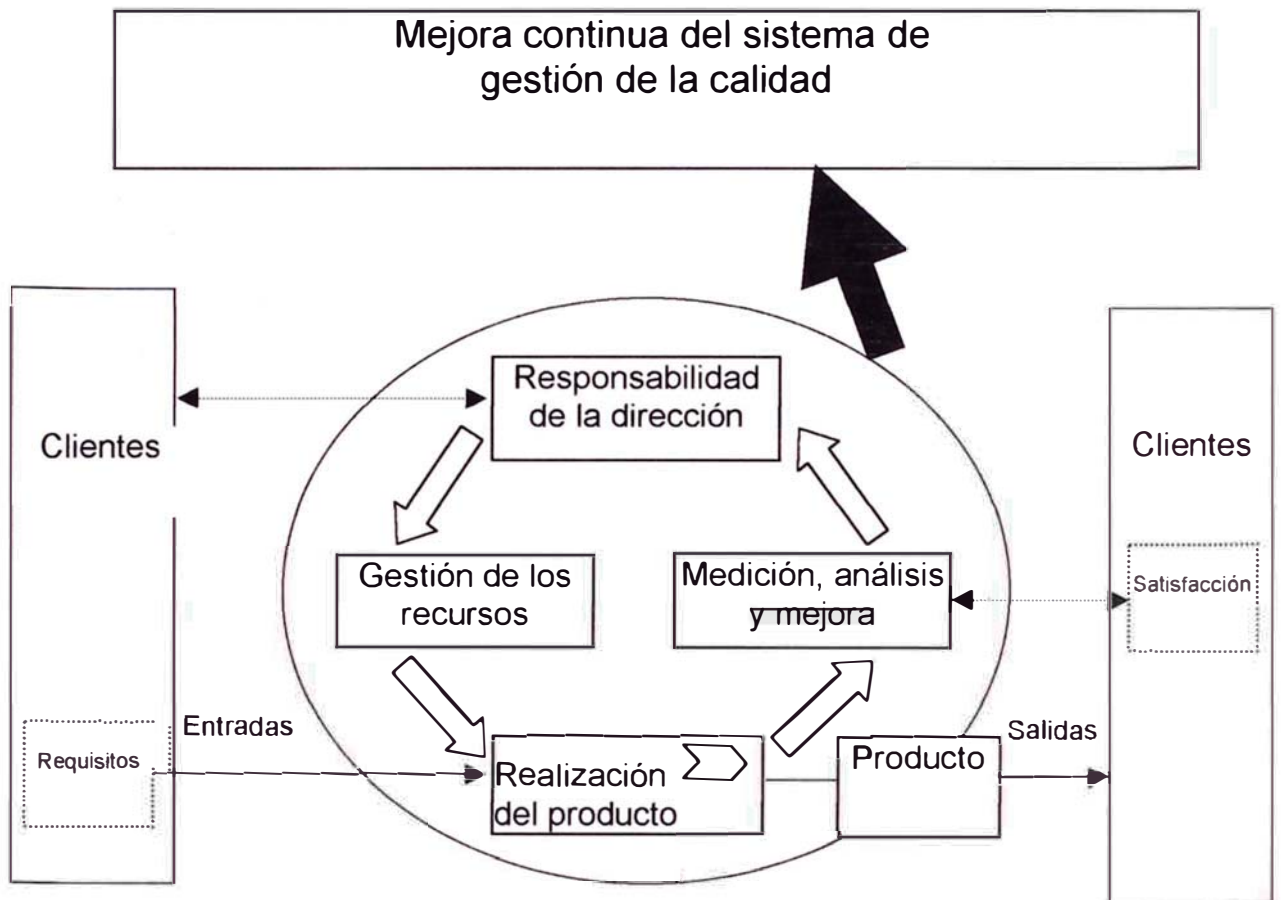 Mejora continua del sistema de
gestión de la calidad
Responsabilidad
de la dirección
Clientes
Clientes
Gestión de los
recursos
Medición, análisis
y mejora
Satisfacción
Entradas
Requisitos
Realización
del producto
Producto
Salidas